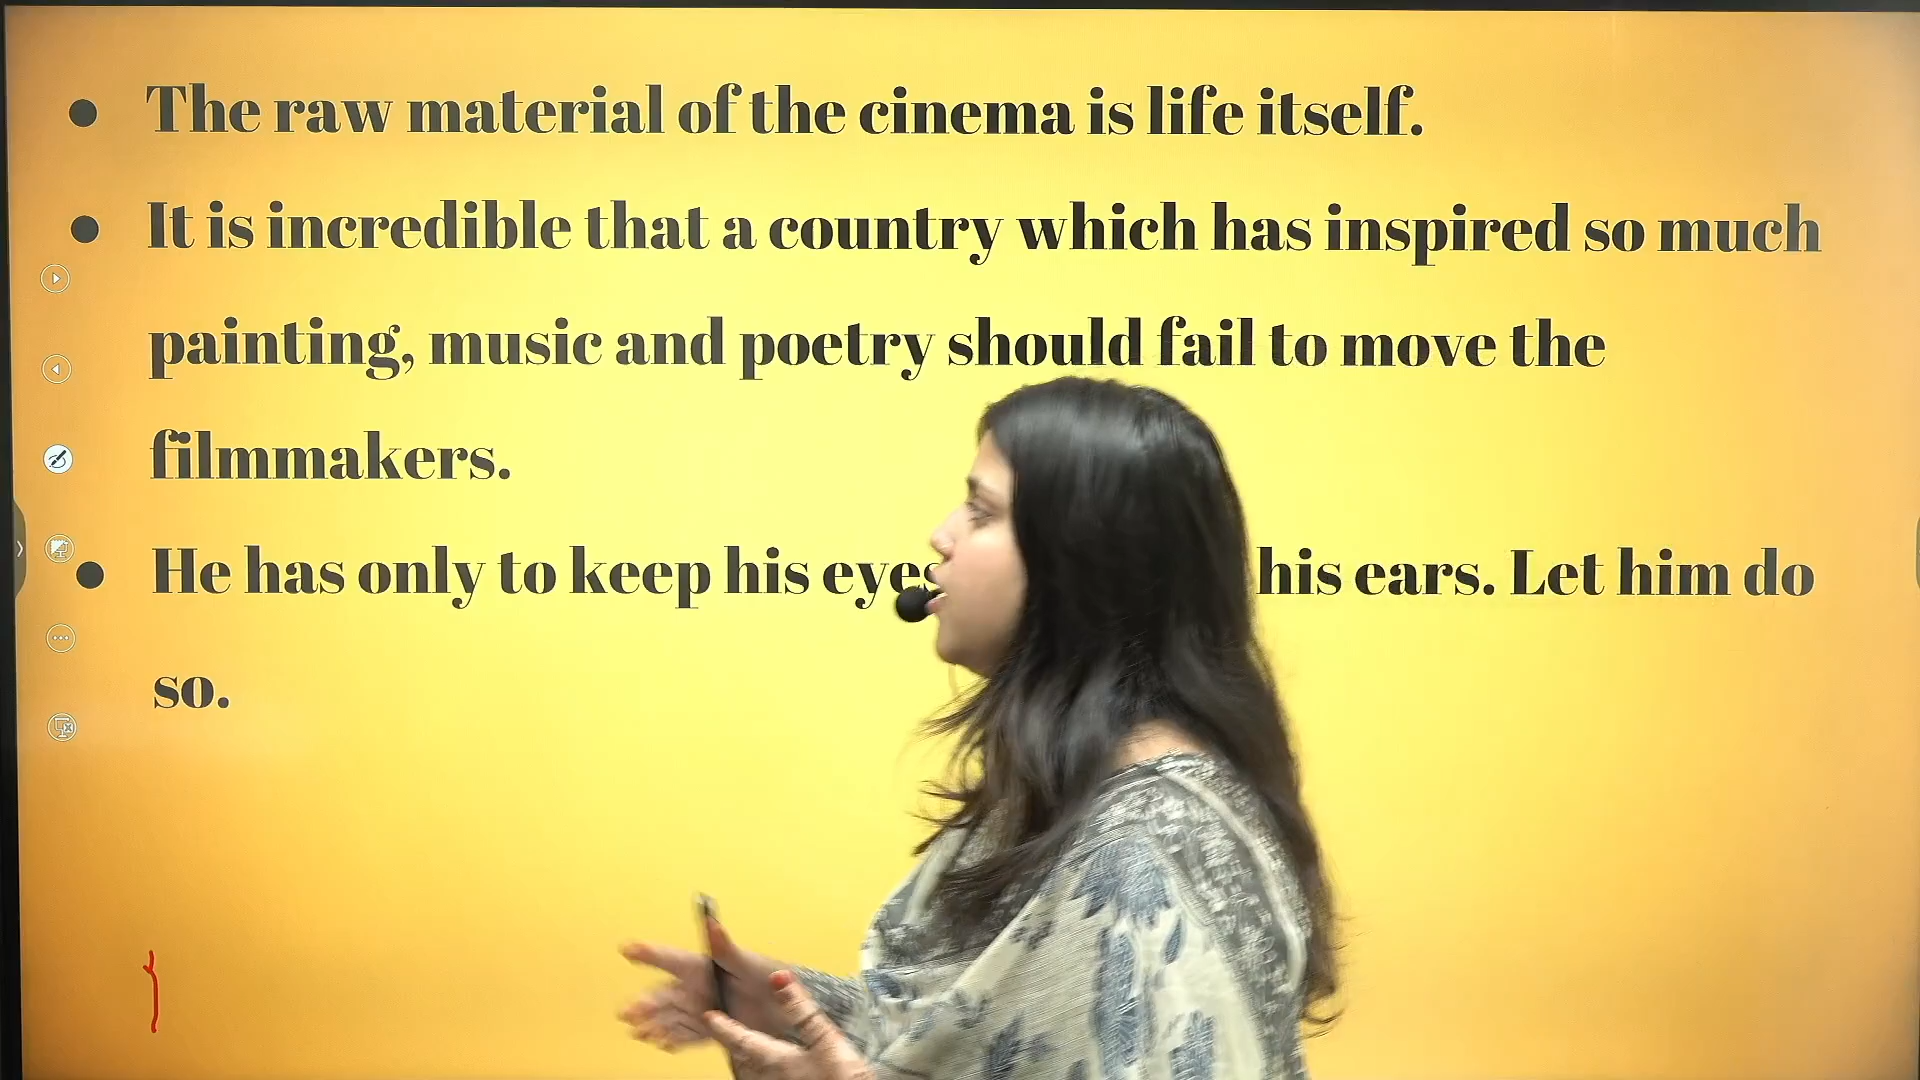 • The raw material of the cinema is life itself.
• It is incredible that a country which has inspired so much
painting, music and poetry should fail to move the
filmmakers.
• He has only to keep his eyes his ears. Let him do
so.